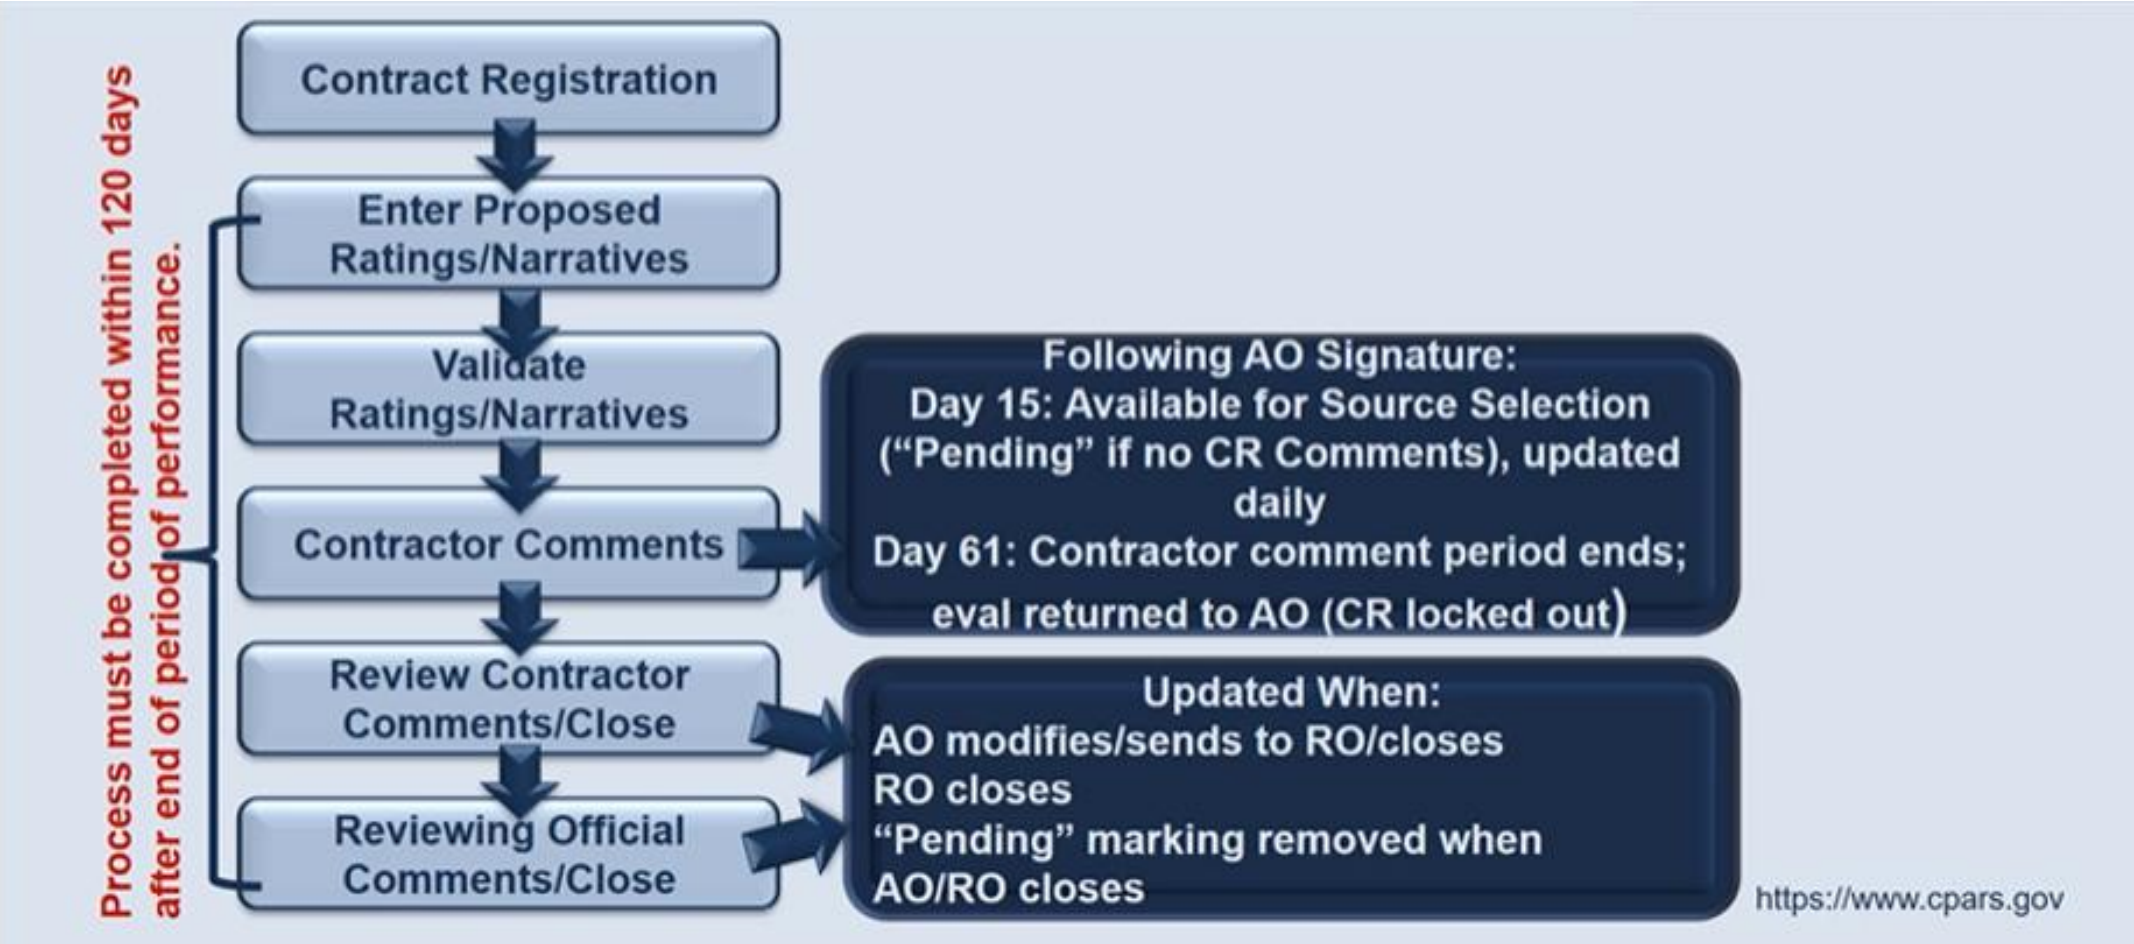 Process must be completed within 120 days
after end of period of performance.
Contract Registration
Enter Proposed
Ratings/Narratives
Validate
Ratings/Narratives
Contractor Comments
Review Contractor
Comments/Close
Reviewing Official
Comments/Close
Following AO Signature:
Day 15: Available for Source Selection
(“Pending” if no CR Comments), updated
daily
Day 61: Contractor comment period ends;
eval returned to AO (CR locked out)
Updated When:
AO modifies/sends to RO/closes
RO closes
“Pending” marking removed when
AO/RO closes
https://www.cpars.gov